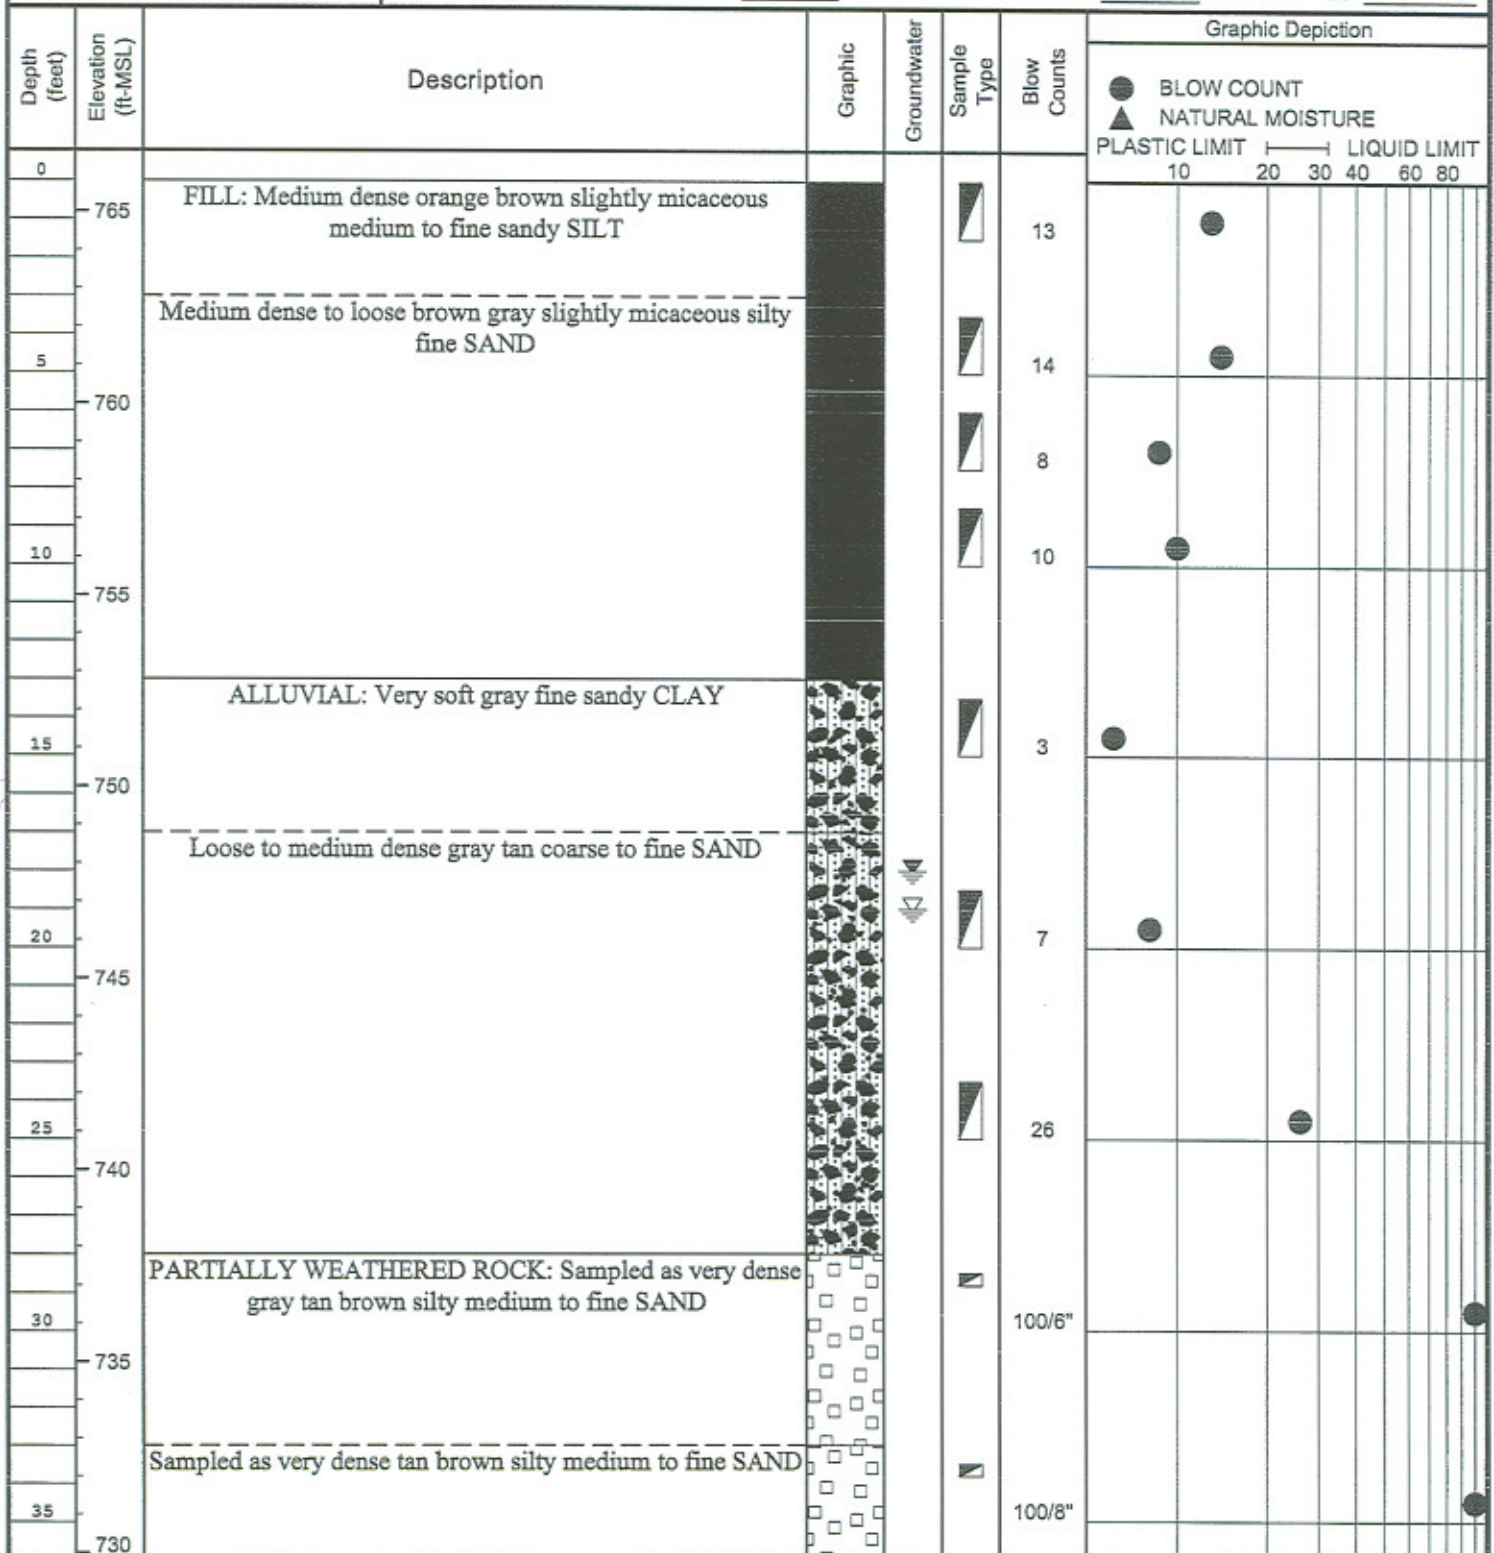 Depth (feet)
Elevation (ft-MSL)
Description
Graphic
Groundwater
Sample Type
Blow Counts
Graphic Depiction
BLOW COUNT
NATURAL MOISTURE
PLASTIC LIMIT LIQUID LIMIT
10 20 30 40 60 80
0
765
FILL: Medium dense orange brown slightly micaceous
medium to fine sandy SILT
13
Medium dense to loose brown gray slightly micaceous silty
fine SAND
5
14
760
8
10
10
755
ALLUVIAL: Very soft gray fine sandy CLAY
15
3
750
Loose to medium dense gray tan coarse to fine SAND
20
7
745
25
26
740
PARTIALLY WEATHERED ROCK: Sampled as very dense
gray tan brown silty medium to fine SAND
30
100/6"
735
Sampled as very dense tan brown silty medium to fine SAND
35
100/8"
730